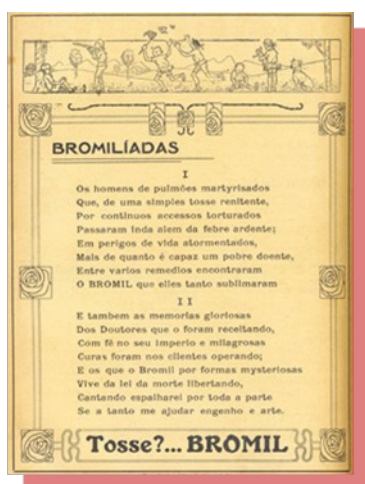 BROMILÍADAS
I
Os homens de pulmões martyrisados
Que, de uma simples tosse renitente,
Por continuos accessos torturados
Passaram inda alem da febre ardente;
Em perigos de vida atormentados,
Mais de quanto é capaz um pobre doente,
Entre varios remedios encontraram
O BROMIL que elles tanto sublimaram
II
E tambem as memorias gloriosas
Dos Doutores que o foram receitando,
Com fé no seu imperio e milagrosas
Curas foram nos clientes operando;
E os que o Bromil por formas mysteriosas
Vive da lei da morte libertando,
Cantando espalharei por toda a parte
Se a tanto me ajudar engenho e arte.
Tosse?... BROMIL